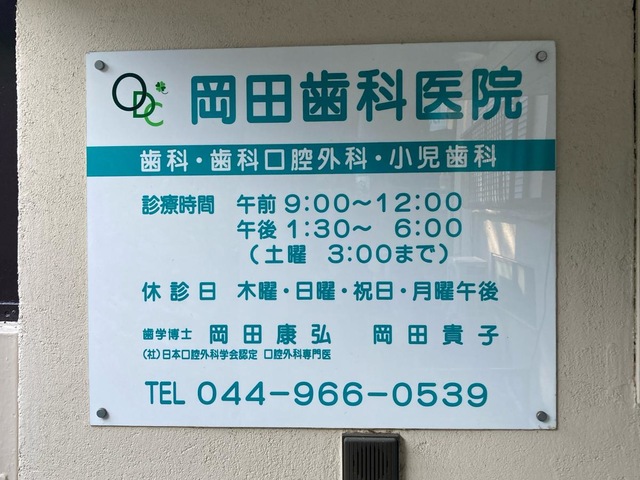 ODC
岡田歯科医院
歯科・歯科口腔外科・小児歯科
診療時間 午前 9:00〜12:00
午後 1:30〜 6:00
(土曜 3:00まで)
休診日 木曜・日曜・祝日・月曜午後
歯学博士 岡田康弘 岡田貴子
(社)日本口腔外科学会認定 口腔外科専門医
TEL 044-966-0539